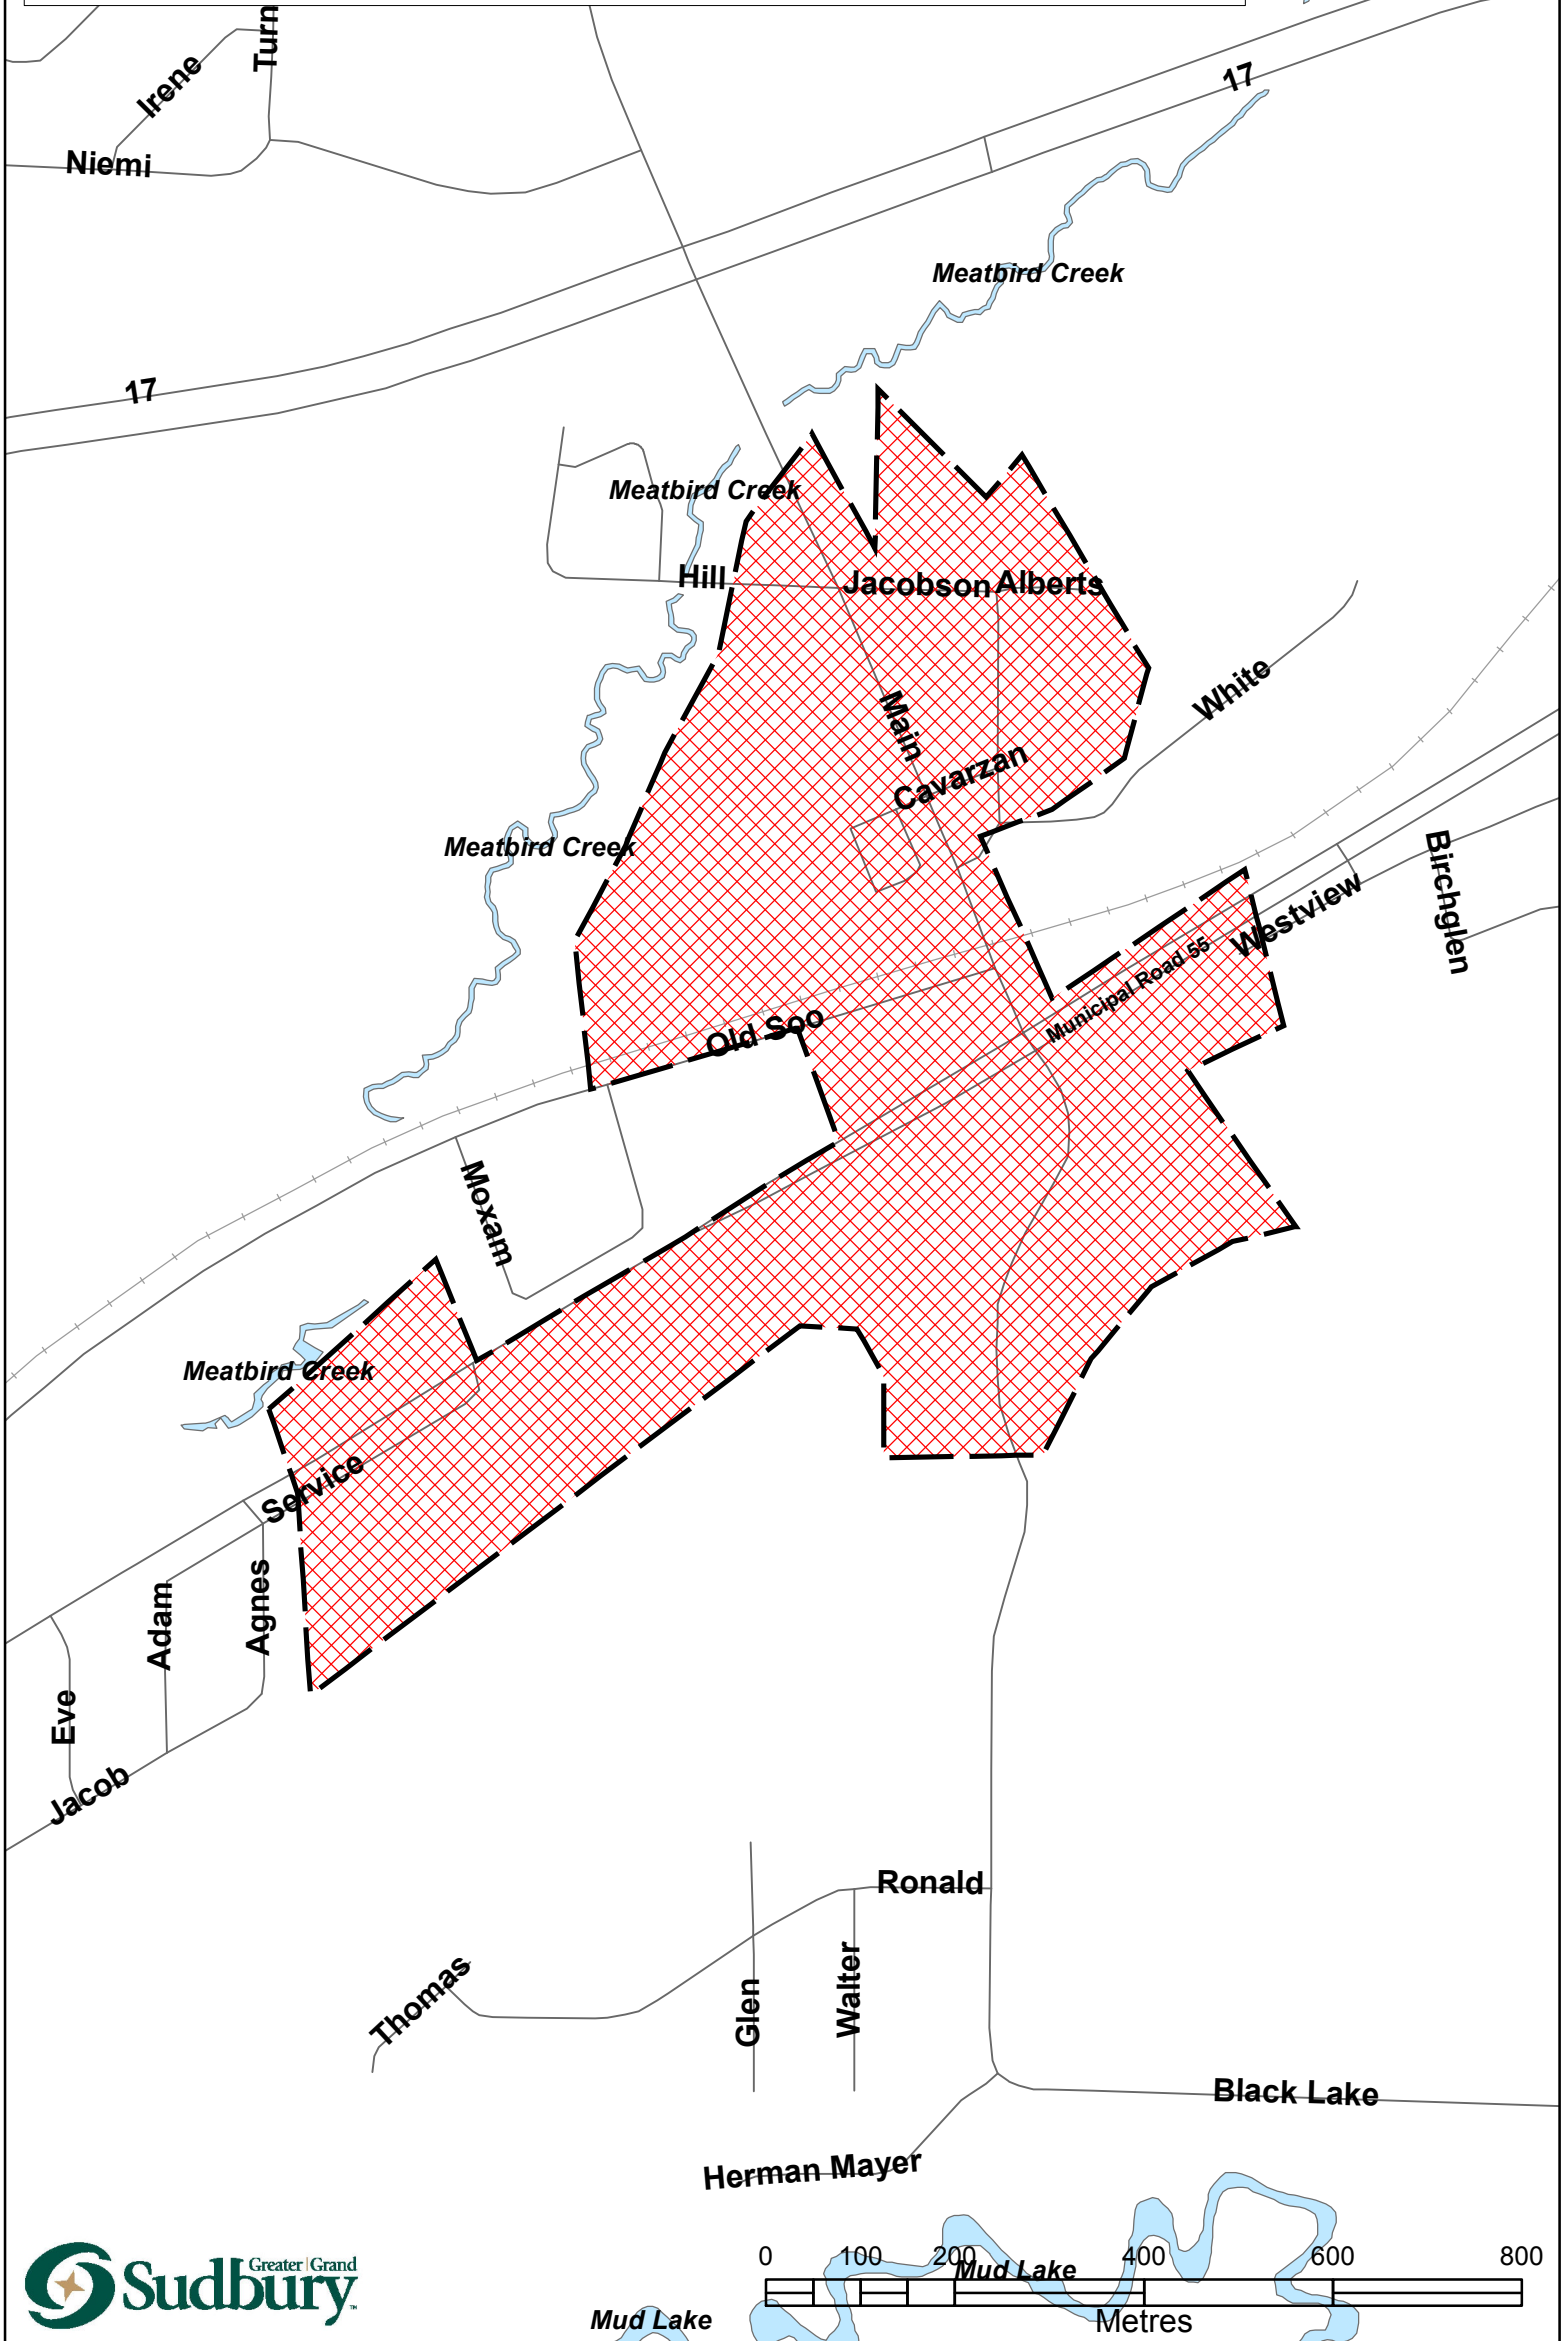 Turn
Irene
Niemi
17
17
Meatbird Creek
Meatbird Creek
Hill
Jacobson
Alberts
White
Main
Cavarzan
Meatbird Creek
Birchglen
Westview
Municipal Road 55
Old Soo
Moxam
Meatbird Creek
Service
Agnes
Adam
Eve
Jacob
Ronald
Thomas
Glen
Walter
Black Lake
Herman Mayer
0 100 200 400 600 800
Mud Lake
Metres
Mud Lake
Greater | Grand
Sudbury